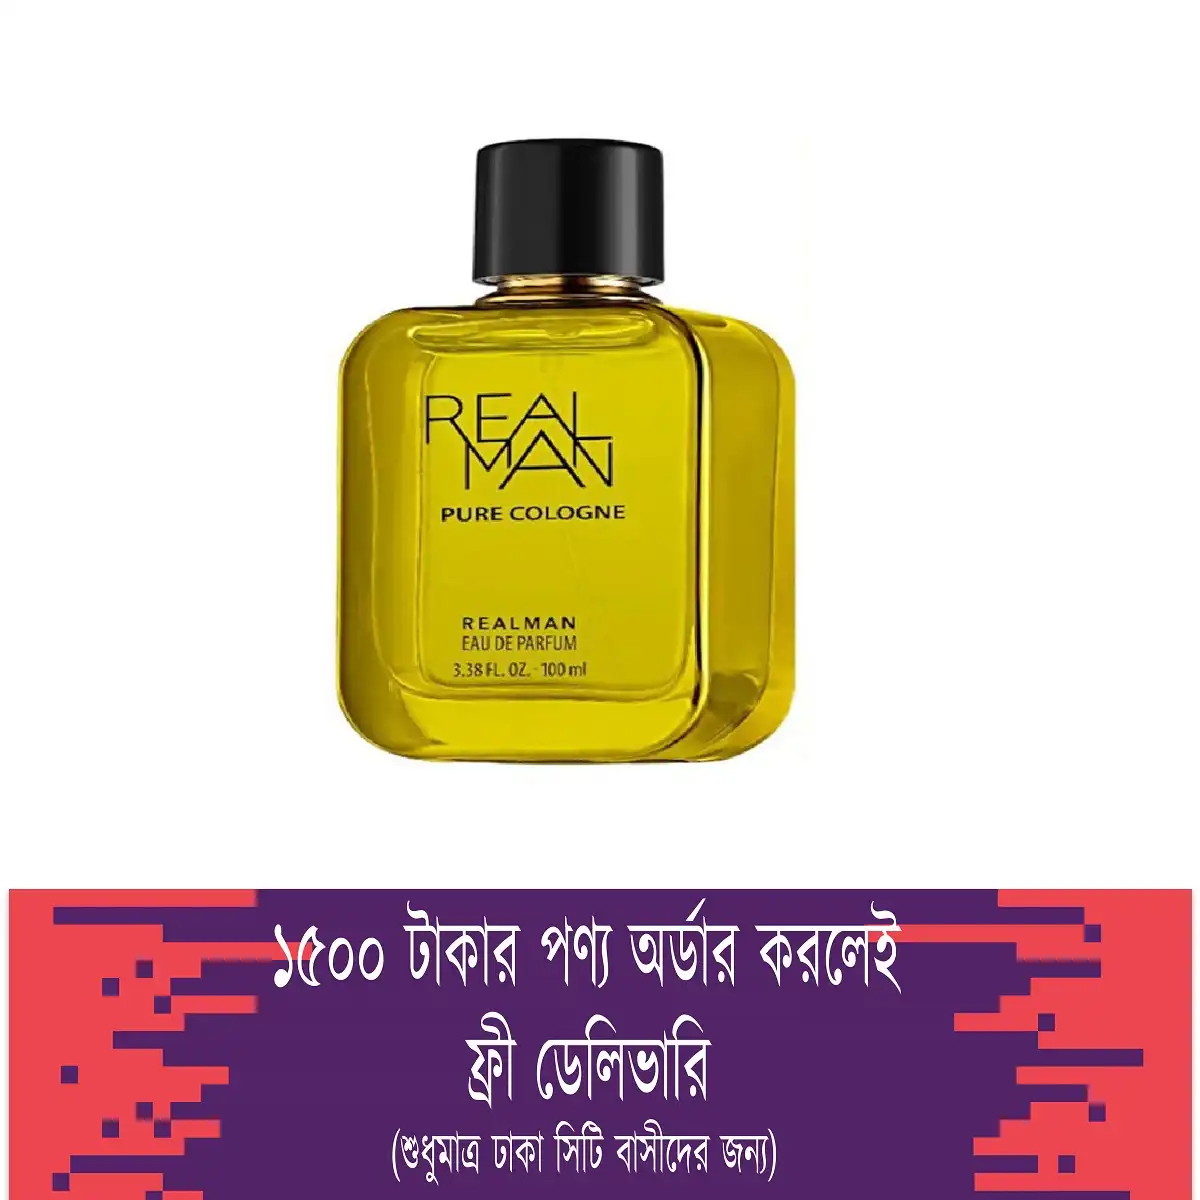 REAL
MAN
PURE COLOGNE
REALMAN
EAU DE PARFUM
3.38 FL. OZ. - 100 ml
১৫০০ টাকার পণ্য অর্ডার করলেই
ফ্রী ডেলিভারি
(শুধুমাত্র ঢাকা সিটি বাসীদের জন্য)